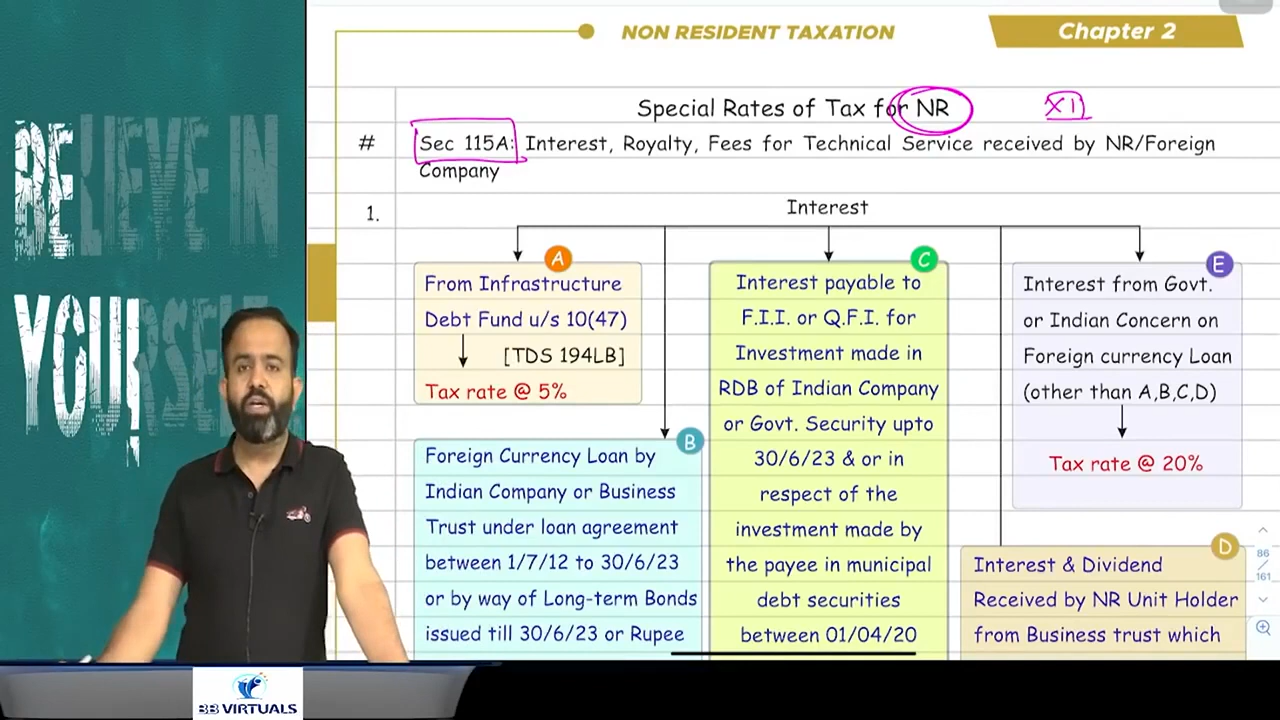 BELIEVE IN
YOURSELF
NON RESIDENT TAXATION
Chapter 2
Special Rates of Tax for NR
XII
# Sec 115A: Interest, Royalty, Fees for Technical Service received by NR/Foreign
Company
1.
Interest
A
From Infrastructure
Debt Fund u/s 10(47)
[TDS 194LB]
Tax rate @ 5%
B
Foreign Currency Loan by
Indian Company or Business
Trust under loan agreement
between 1/7/12 to 30/6/23
or by way of Long-term Bonds
issued till 30/6/23 or Rupee
C
Interest payable to
F.I.I. or Q.F.I. for
Investment made in
RDB of Indian Company
or Govt. Security upto
30/6/23 & or in
respect of the
investment made by
the payee in municipal
debt securities
between 01/04/20
E
Interest from Govt.
or Indian Concern on
Foreign currency Loan
(other than A,B,C,D)
Tax rate @ 20%
D
Interest & Dividend
Received by NR Unit Holder
from Business trust which
86
/
161
BB VIRTUALS